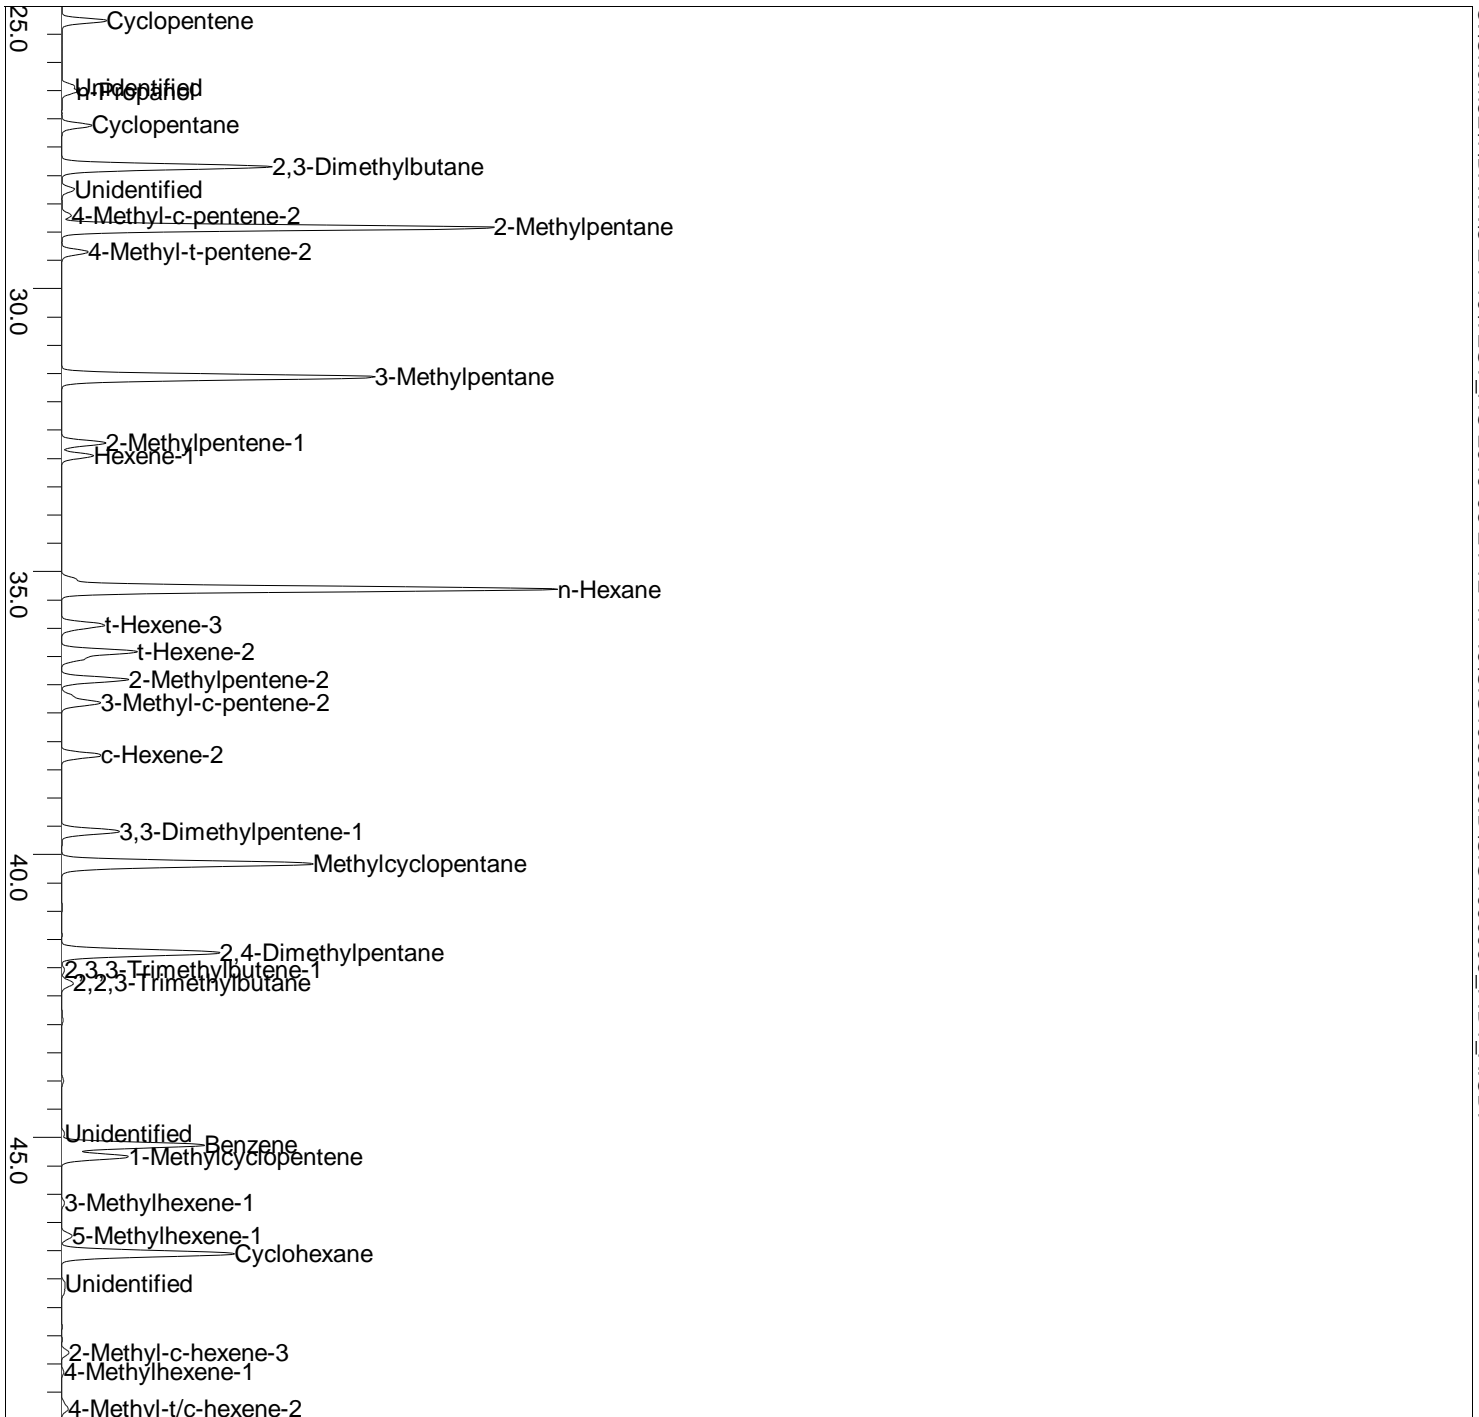 25.0
Cyclopentene
Unidentified
n-Propanol
Cyclopentane
2,3-Dimethylbutane
Unidentified
4-Methyl-c-pentene-2
2-Methylpentane
4-Methyl-t-pentene-2
30.0
3-Methylpentane
2-Methylpentene-1
Hexene-1
35.0
n-Hexane
t-Hexene-3
t-Hexene-2
2-Methylpentene-2
3-Methyl-c-pentene-2
c-Hexene-2
3,3-Dimethylpentene-1
40.0
Methylcyclopentane
2,4-Dimethylpentane
2,3,3-Trimethylbutene-1
2,2,3-Trimethylbutane
Unidentified
45.0
Benzene
1-Methylcyclopentene
3-Methylhexene-1
5-Methylhexene-1
Cyclohexane
Unidentified
2-Methyl-c-hexene-3
4-Methylhexene-1
4-Methyl-t/c-hexene-2